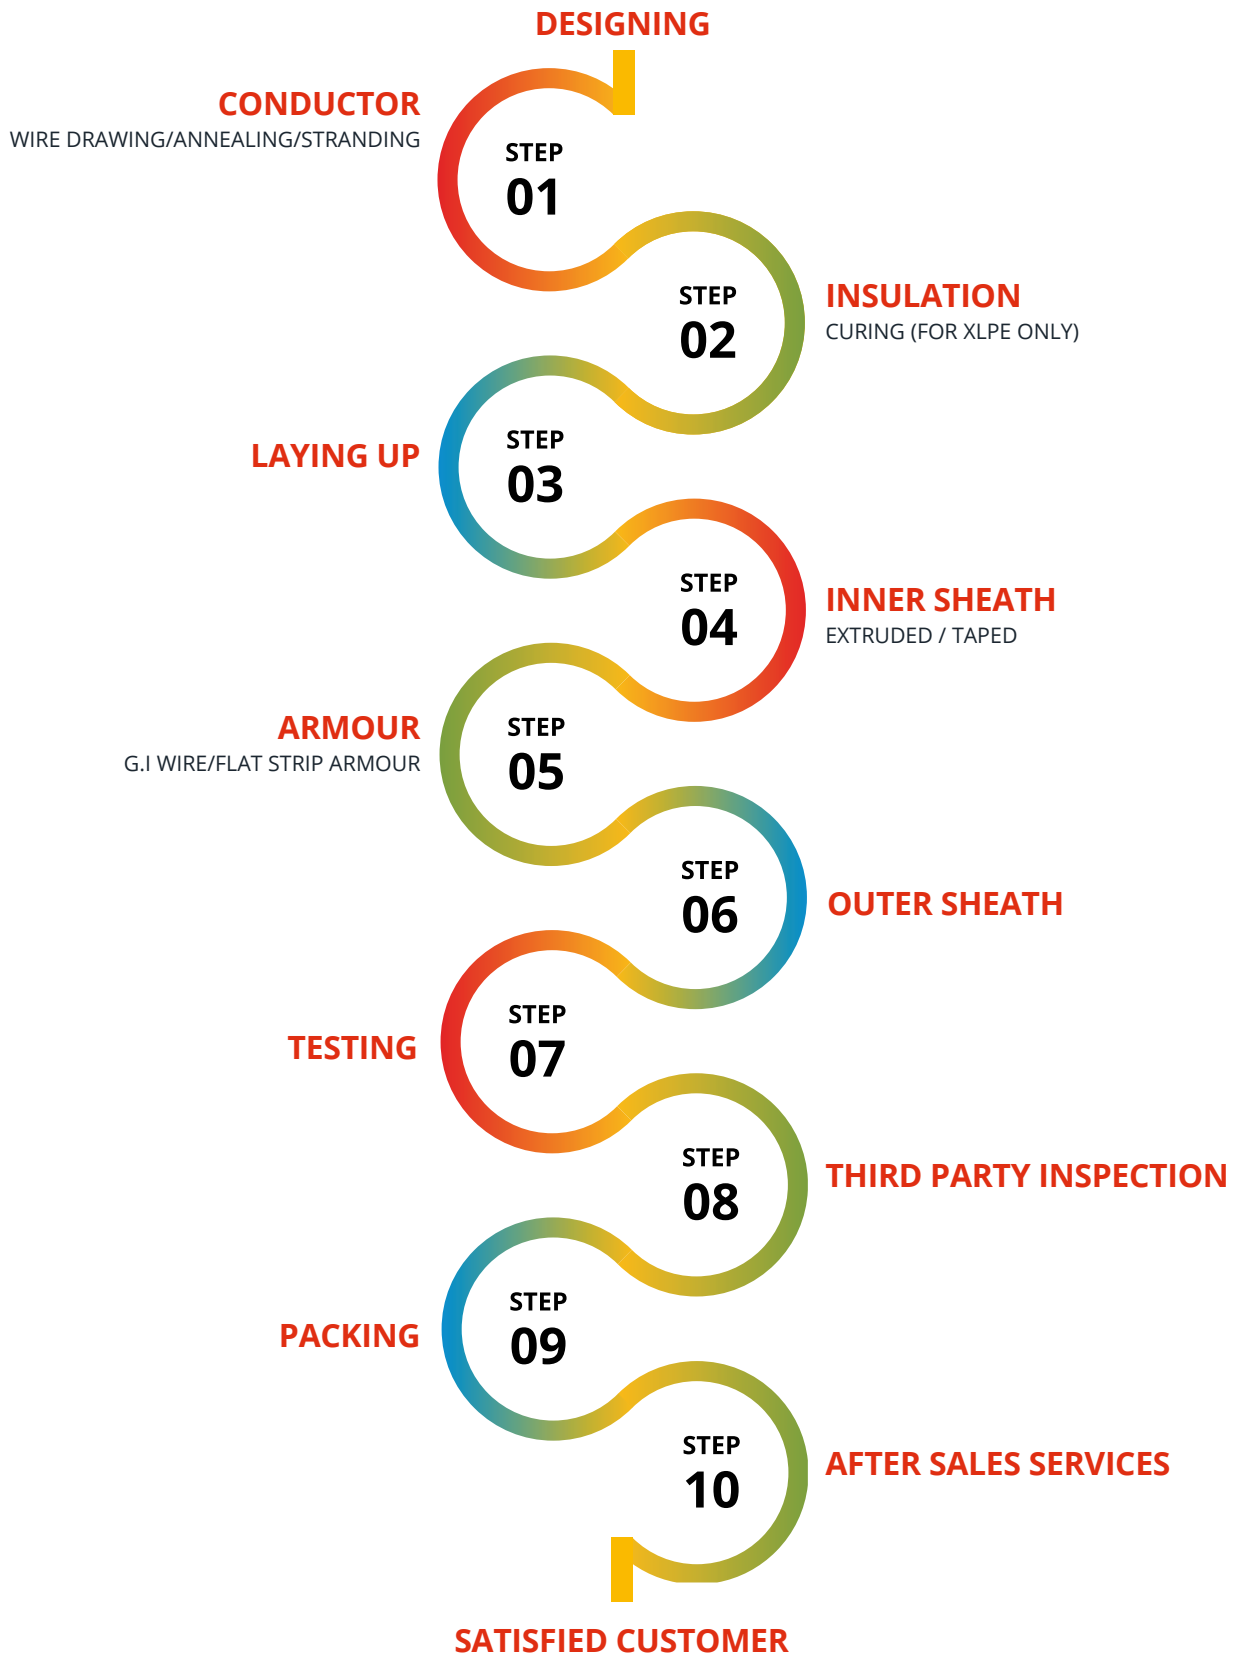 DESIGNING
CONDUCTOR
WIRE DRAWING/ANNEALING/STRANDING
STEP
01
STEP
02
INSULATION
CURING (FOR XLPE ONLY)
LAYING UP
STEP
03
STEP
04
INNER SHEATH
EXTRUDED / TAPED
ARMOUR
G.I WIRE/FLAT STRIP ARMOUR
STEP
05
STEP
06
OUTER SHEATH
TESTING
STEP
07
STEP
08
THIRD PARTY INSPECTION
PACKING
STEP
09
STEP
10
AFTER SALES SERVICES
SATISFIED CUSTOMER